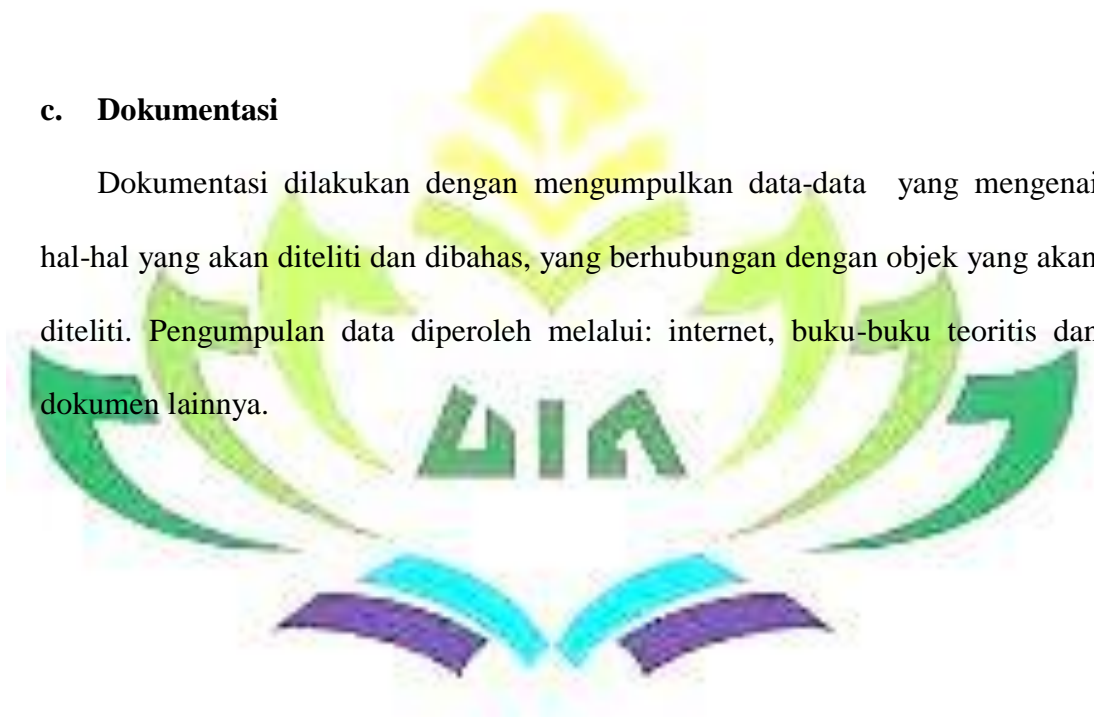 c. Dokumentasi
Dokumentasi dilakukan dengan mengumpulkan data-data yang mengenai
hal-hal yang akan diteliti dan dibahas, yang berhubungan dengan objek yang akan
diteliti. Pengumpulan data diperoleh melalui: internet, buku-buku teoritis dan
dokumen lainnya.
UIN